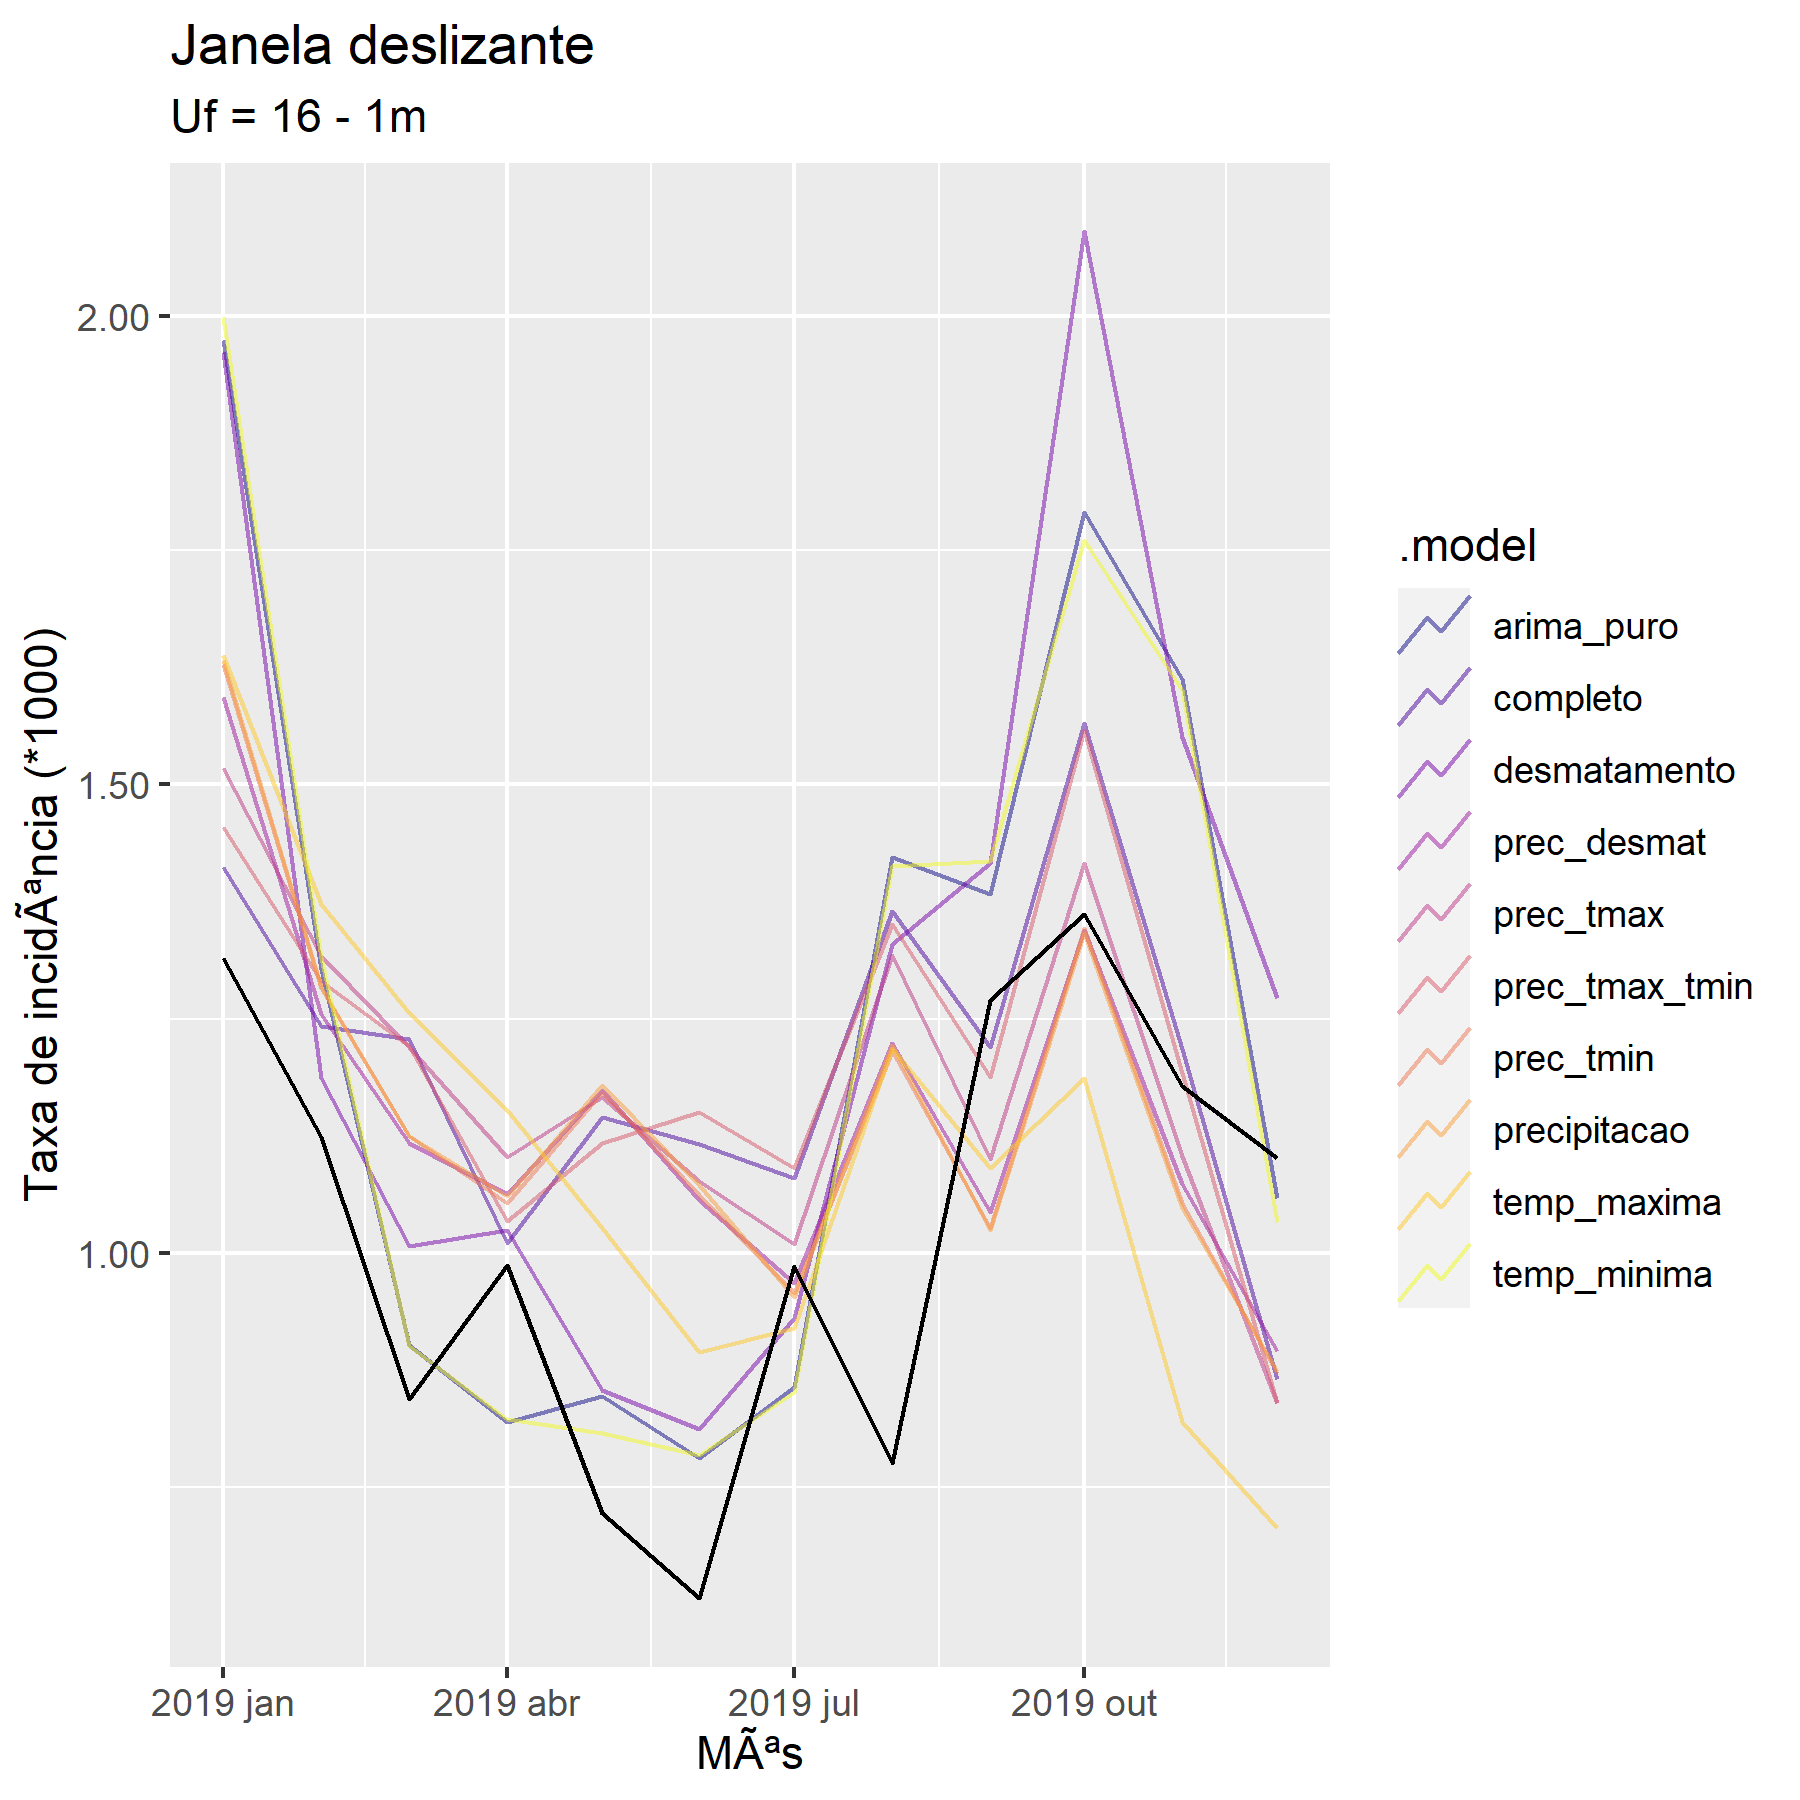 Janela deslizante
Uf = 16 - 1m
Taxa de incidÃªncia (*1000)
2.00
1.50
1.00
2019 jan
2019 abr
2019 jul
2019 out
MÃªs
.model
arima_puro
completo
desmatamento
prec_desmat
prec_tmax
prec_tmax_tmin
prec_tmin
precipitacao
temp_maxima
temp_minima